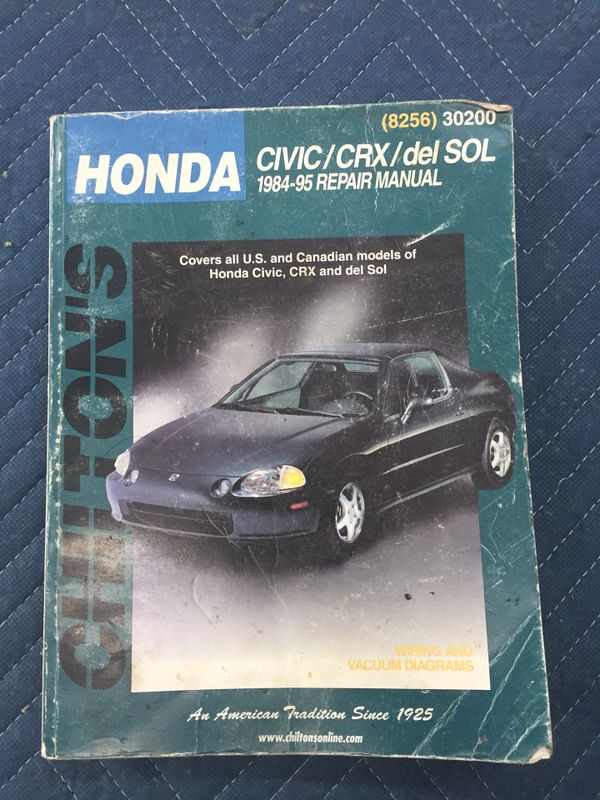 (8256) 30200
HONDA
CIVIC/CRX/del SOL
1984-95 REPAIR MANUAL
CHILTON'S
Covers all U.S. and Canadian models of
Honda Civic, CRX and del Sol
WIRING AND
VACUUM DIAGRAMS
An American Tradition Since 1925
www.chiltonsonline.com